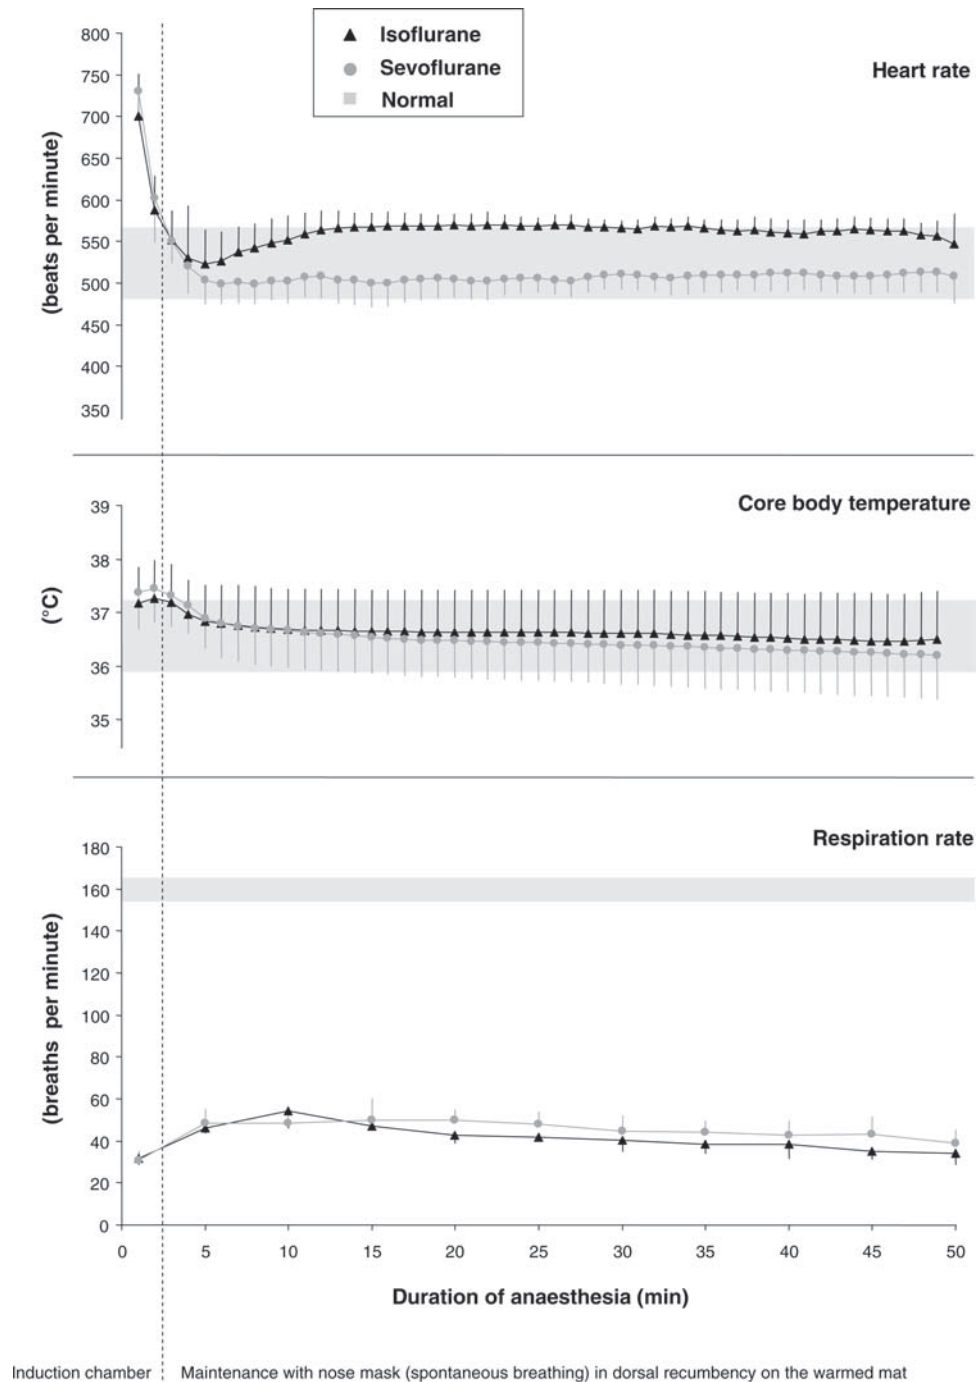 Isoflurane
Sevoflurane
Normal
Heart rate
(beats per minute)
800
750
700
650
600
550
500
450
400
350
Core body temperature
(°C)
39
38
37
36
35
Respiration rate
(breaths per minute)
180
160
140
120
100
80
60
40
20
0
0 5 10 15 20 25 30 35 40 45 50
Duration of anaesthesia (min)
Induction chamber Maintenance with nose mask (spontaneous breathing) in dorsal recumbency on the warmed mat